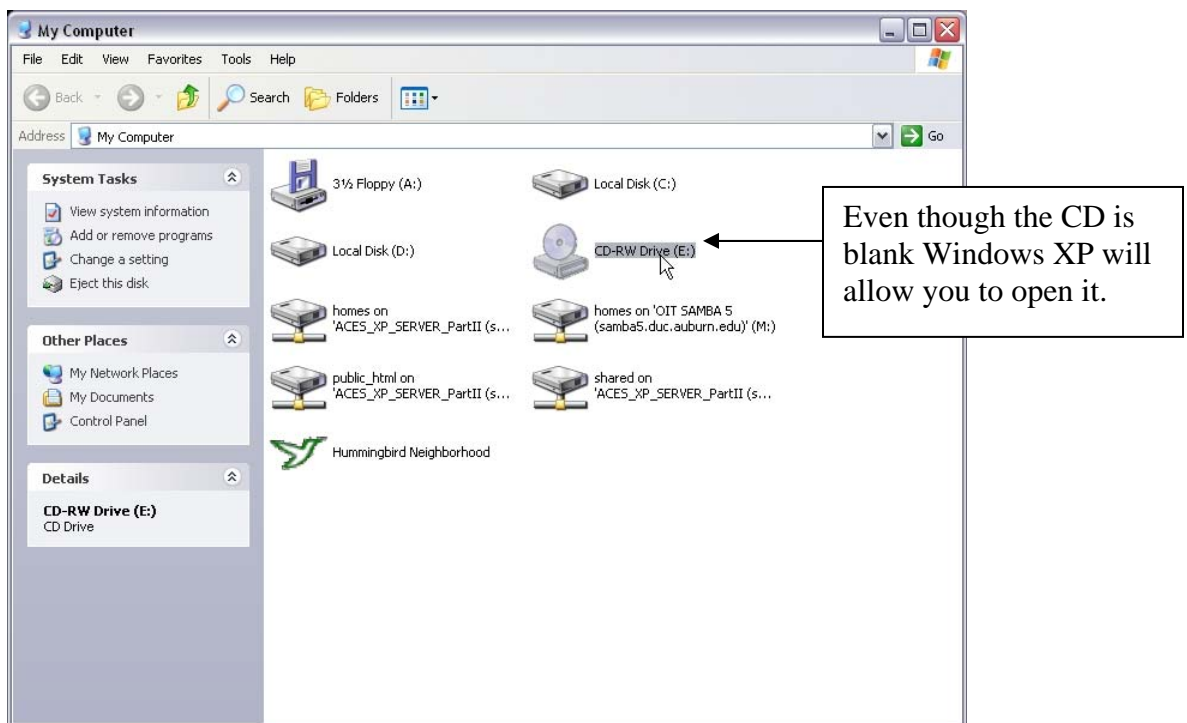 My Computer
File Edit View Favorites Tools Help
Back Search Folders
Address My Computer Go
System Tasks
View system information
Add or remove programs
Change a setting
Eject this disk
Other Places
My Network Places
My Documents
Control Panel
Details
CD-RW Drive (E:)
CD Drive
3½ Floppy (A:)
Local Disk (C:)
Local Disk (D:)
CD-RW Drive (E:)
homes on
'ACES_XP_SERVER_PartII (s...
homes on 'OIT SAMBA 5
(samba5.duc.auburn.edu)' (M:)
public_html on
'ACES_XP_SERVER_PartII (s...
shared on
'ACES_XP_SERVER_PartII (s...
Hummingbird Neighborhood
Even though the CD is
blank Windows XP will
allow you to open it.